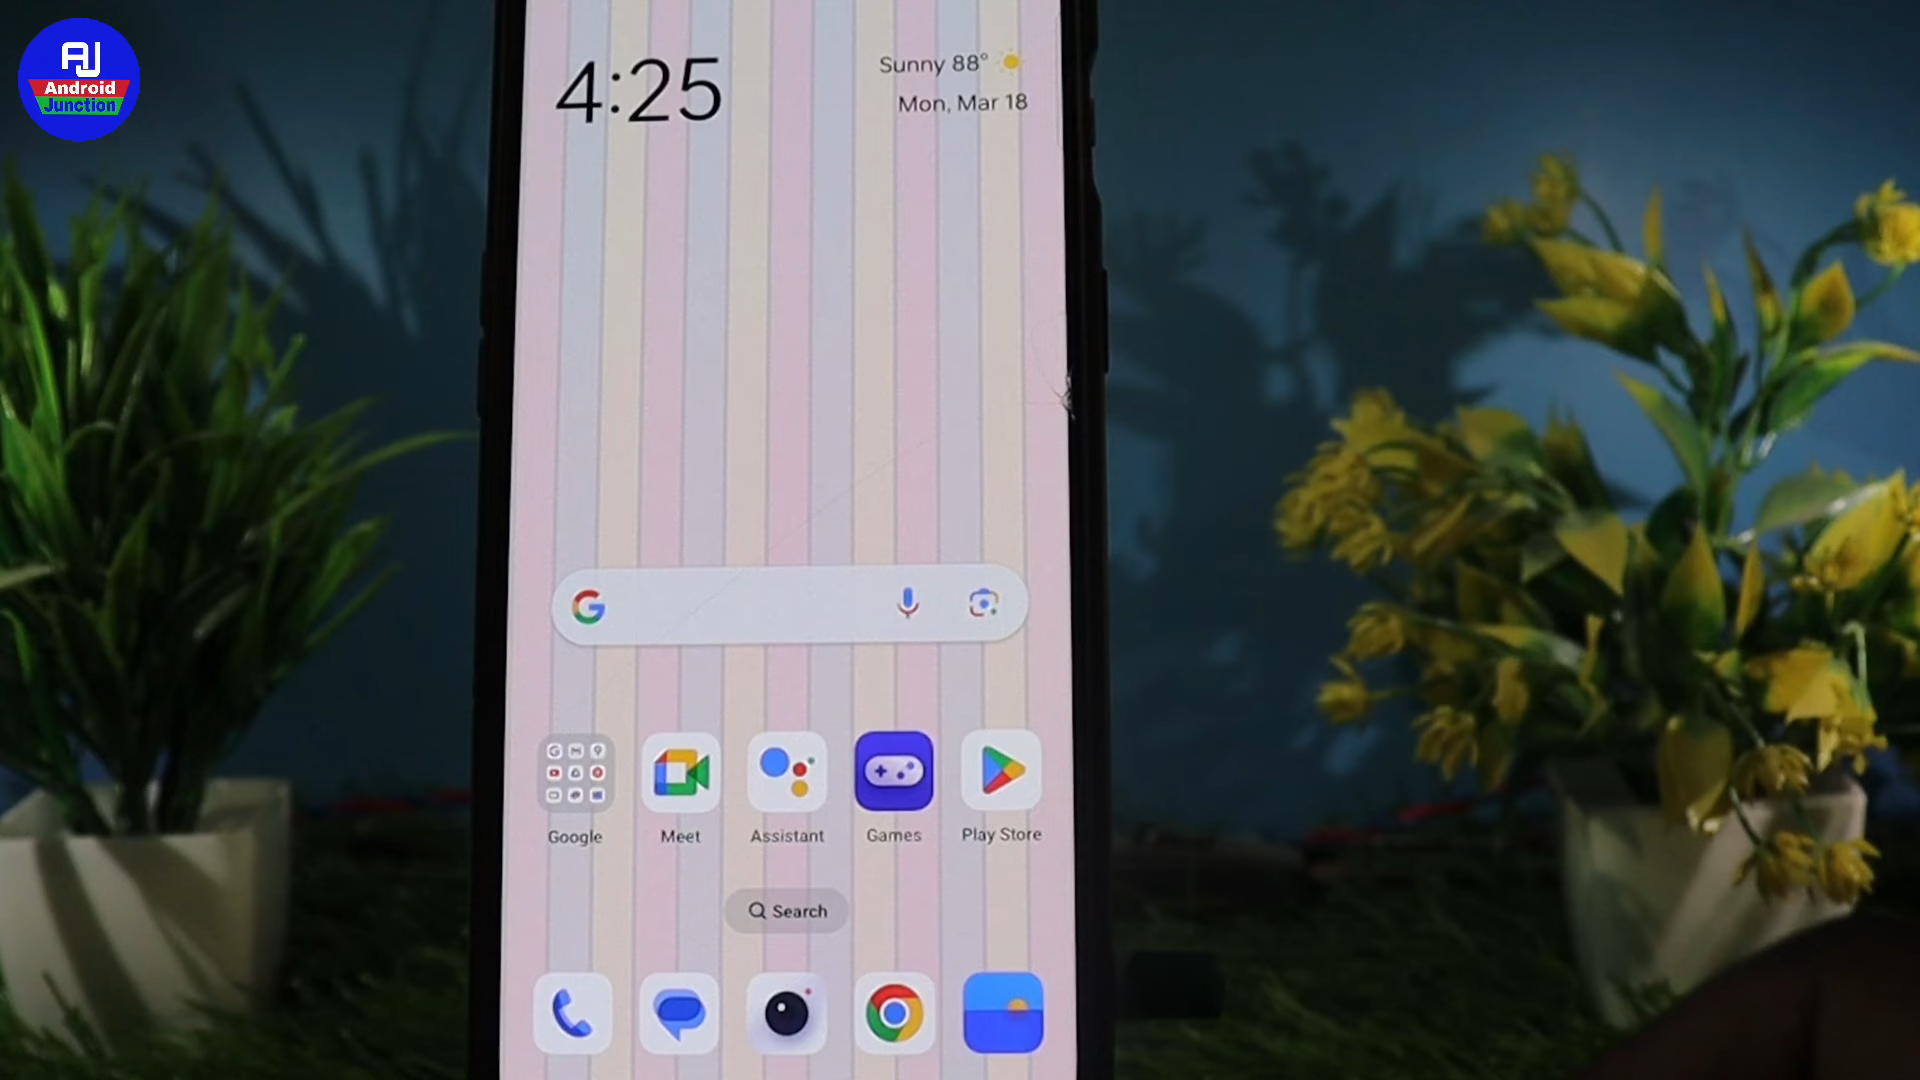 AJ
Android
Junction
4:25
Sunny 88°
Mon, Mar 18
Google
Meet
Assistant
Games
Play Store
Search